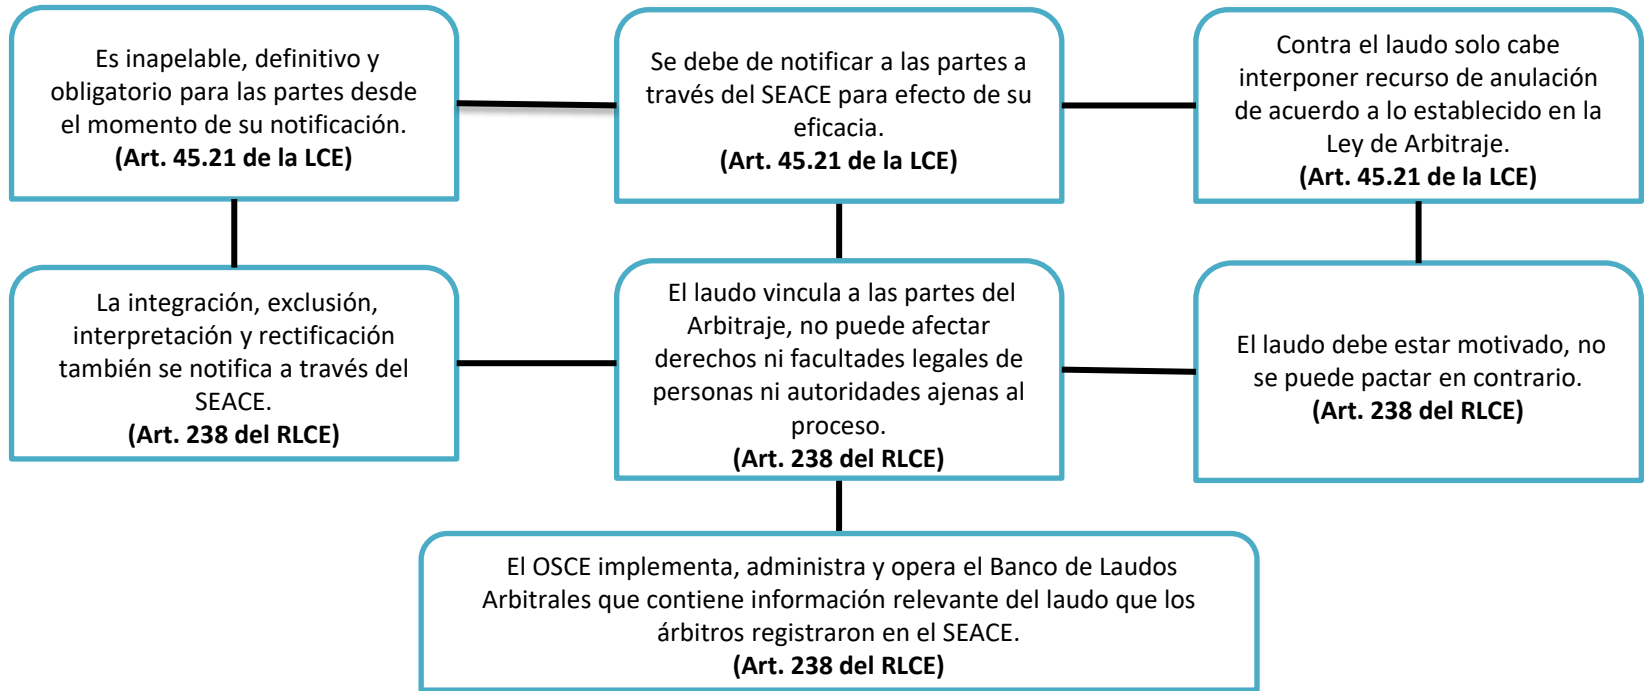 Es inapelable, definitivo y
obligatorio para las partes desde
el momento de su notificación.
(Art. 45.21 de la LCE)
Se debe de notificar a las partes a
través del SEACE para efecto de su
eficacia.
(Art. 45.21 de la LCE)
Contra el laudo solo cabe
interponer recurso de anulación
de acuerdo a lo establecido en la
Ley de Arbitraje.
(Art. 45.21 de la LCE)
La integración, exclusión,
interpretación y rectificación
también se notifica a través del
SEACE.
(Art. 238 del RLCE)
El laudo vincula a las partes del
Arbitraje, no puede afectar
derechos ni facultades legales de
personas ni autoridades ajenas al
proceso.
(Art. 238 del RLCE)
El laudo debe estar motivado, no
se puede pactar en contrario.
(Art. 238 del RLCE)
El OSCE implementa, administra y opera el Banco de Laudos
Arbitrales que contiene información relevante del laudo que los
árbitros registraron en el SEACE.
(Art. 238 del RLCE)